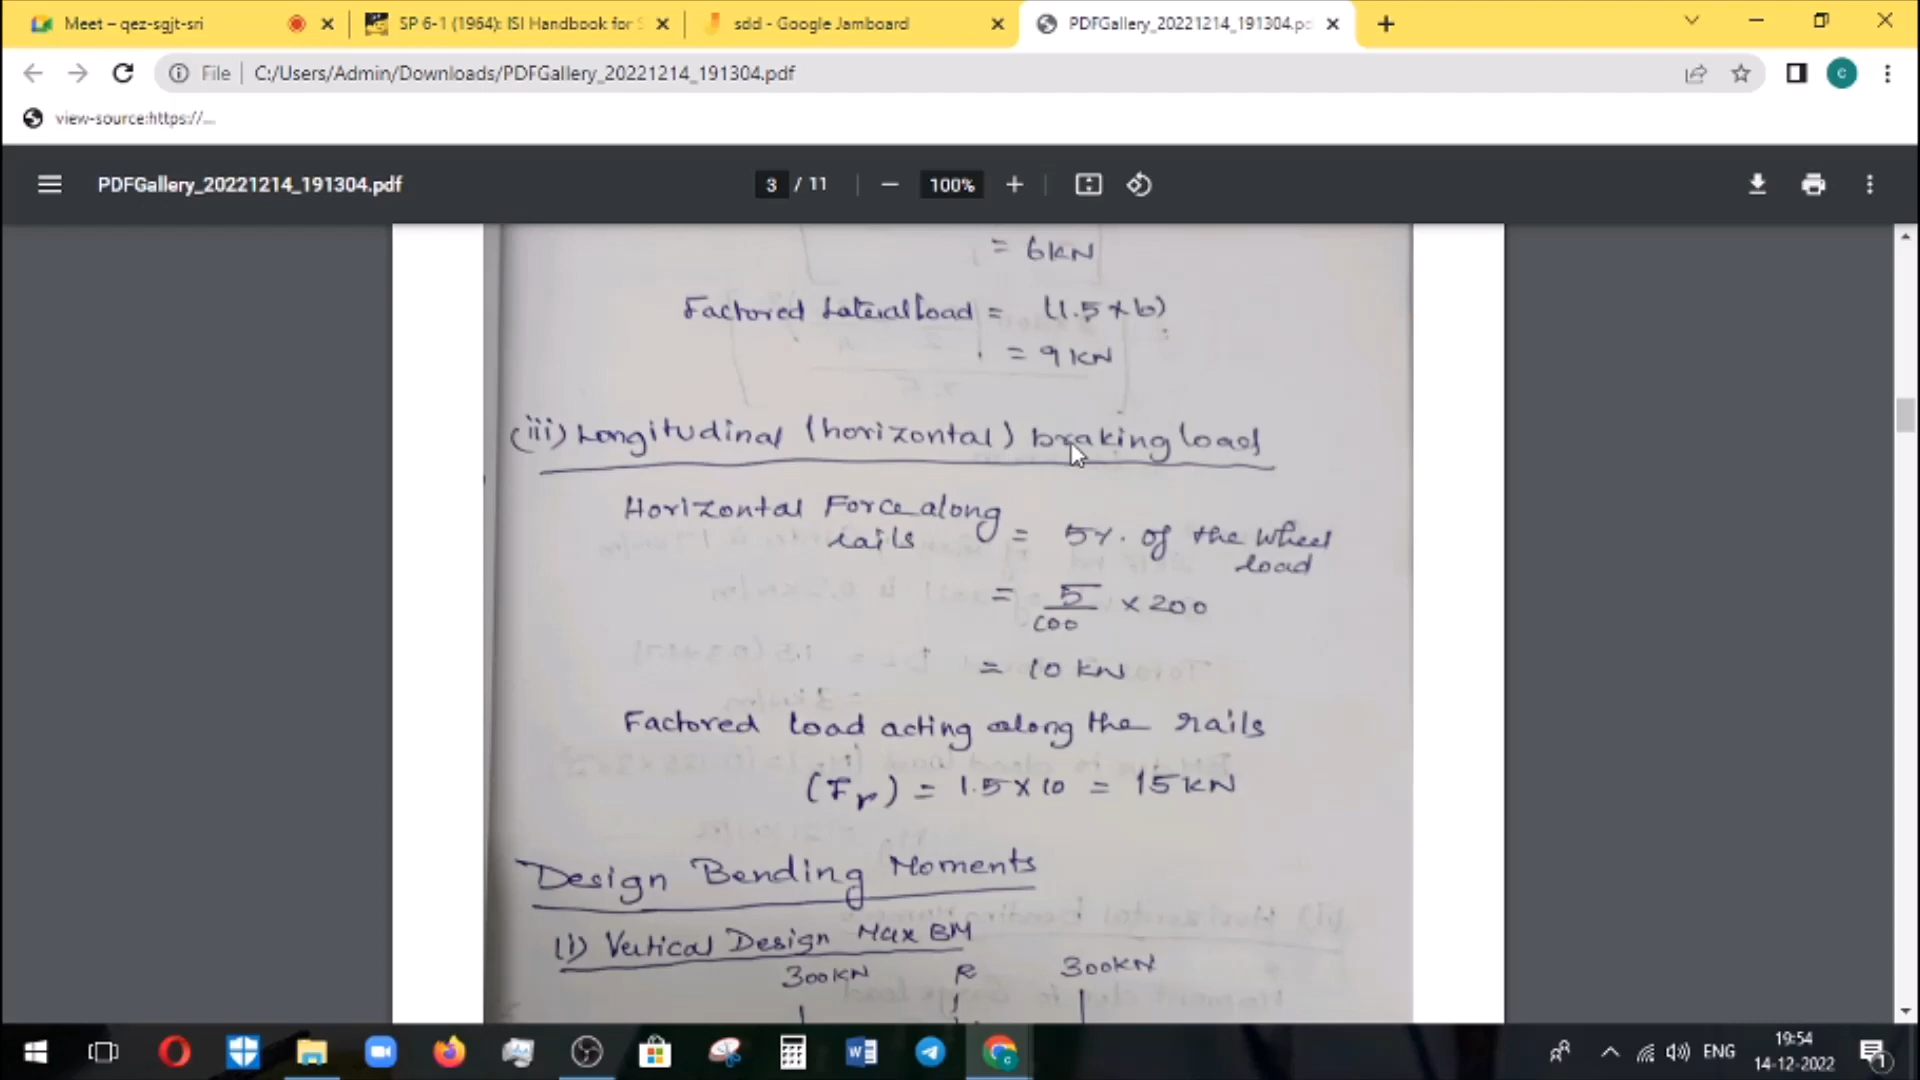 Meet – qez-sgjt-sri
SP 6-1 (1964): ISI Handbook for S
sdd - Google Jamboard
PDFGallery_20221214_191304.pd
File
C:/Users/Admin/Downloads/PDFGallery_20221214_191304.pdf
C
view-source:https://...
PDFGallery_20221214_191304.pdf
3 / 11
100%
= 6KN
Factored Lateral Load = (1.5 x 6)
= 9 KN
(iii) Longitudinal (horizontal) braking load
Horizontal Force along
rails = 5%. of the wheel
load
= 5/100 x 200
= 10 KN
Factored load acting along the rails
(Fr) = 1.5 x 10 = 15 KN
Design Bending Moments
(i) Vertical Design Max BM
300KN R 300KN
ENG
19:54
14-12-2022
1